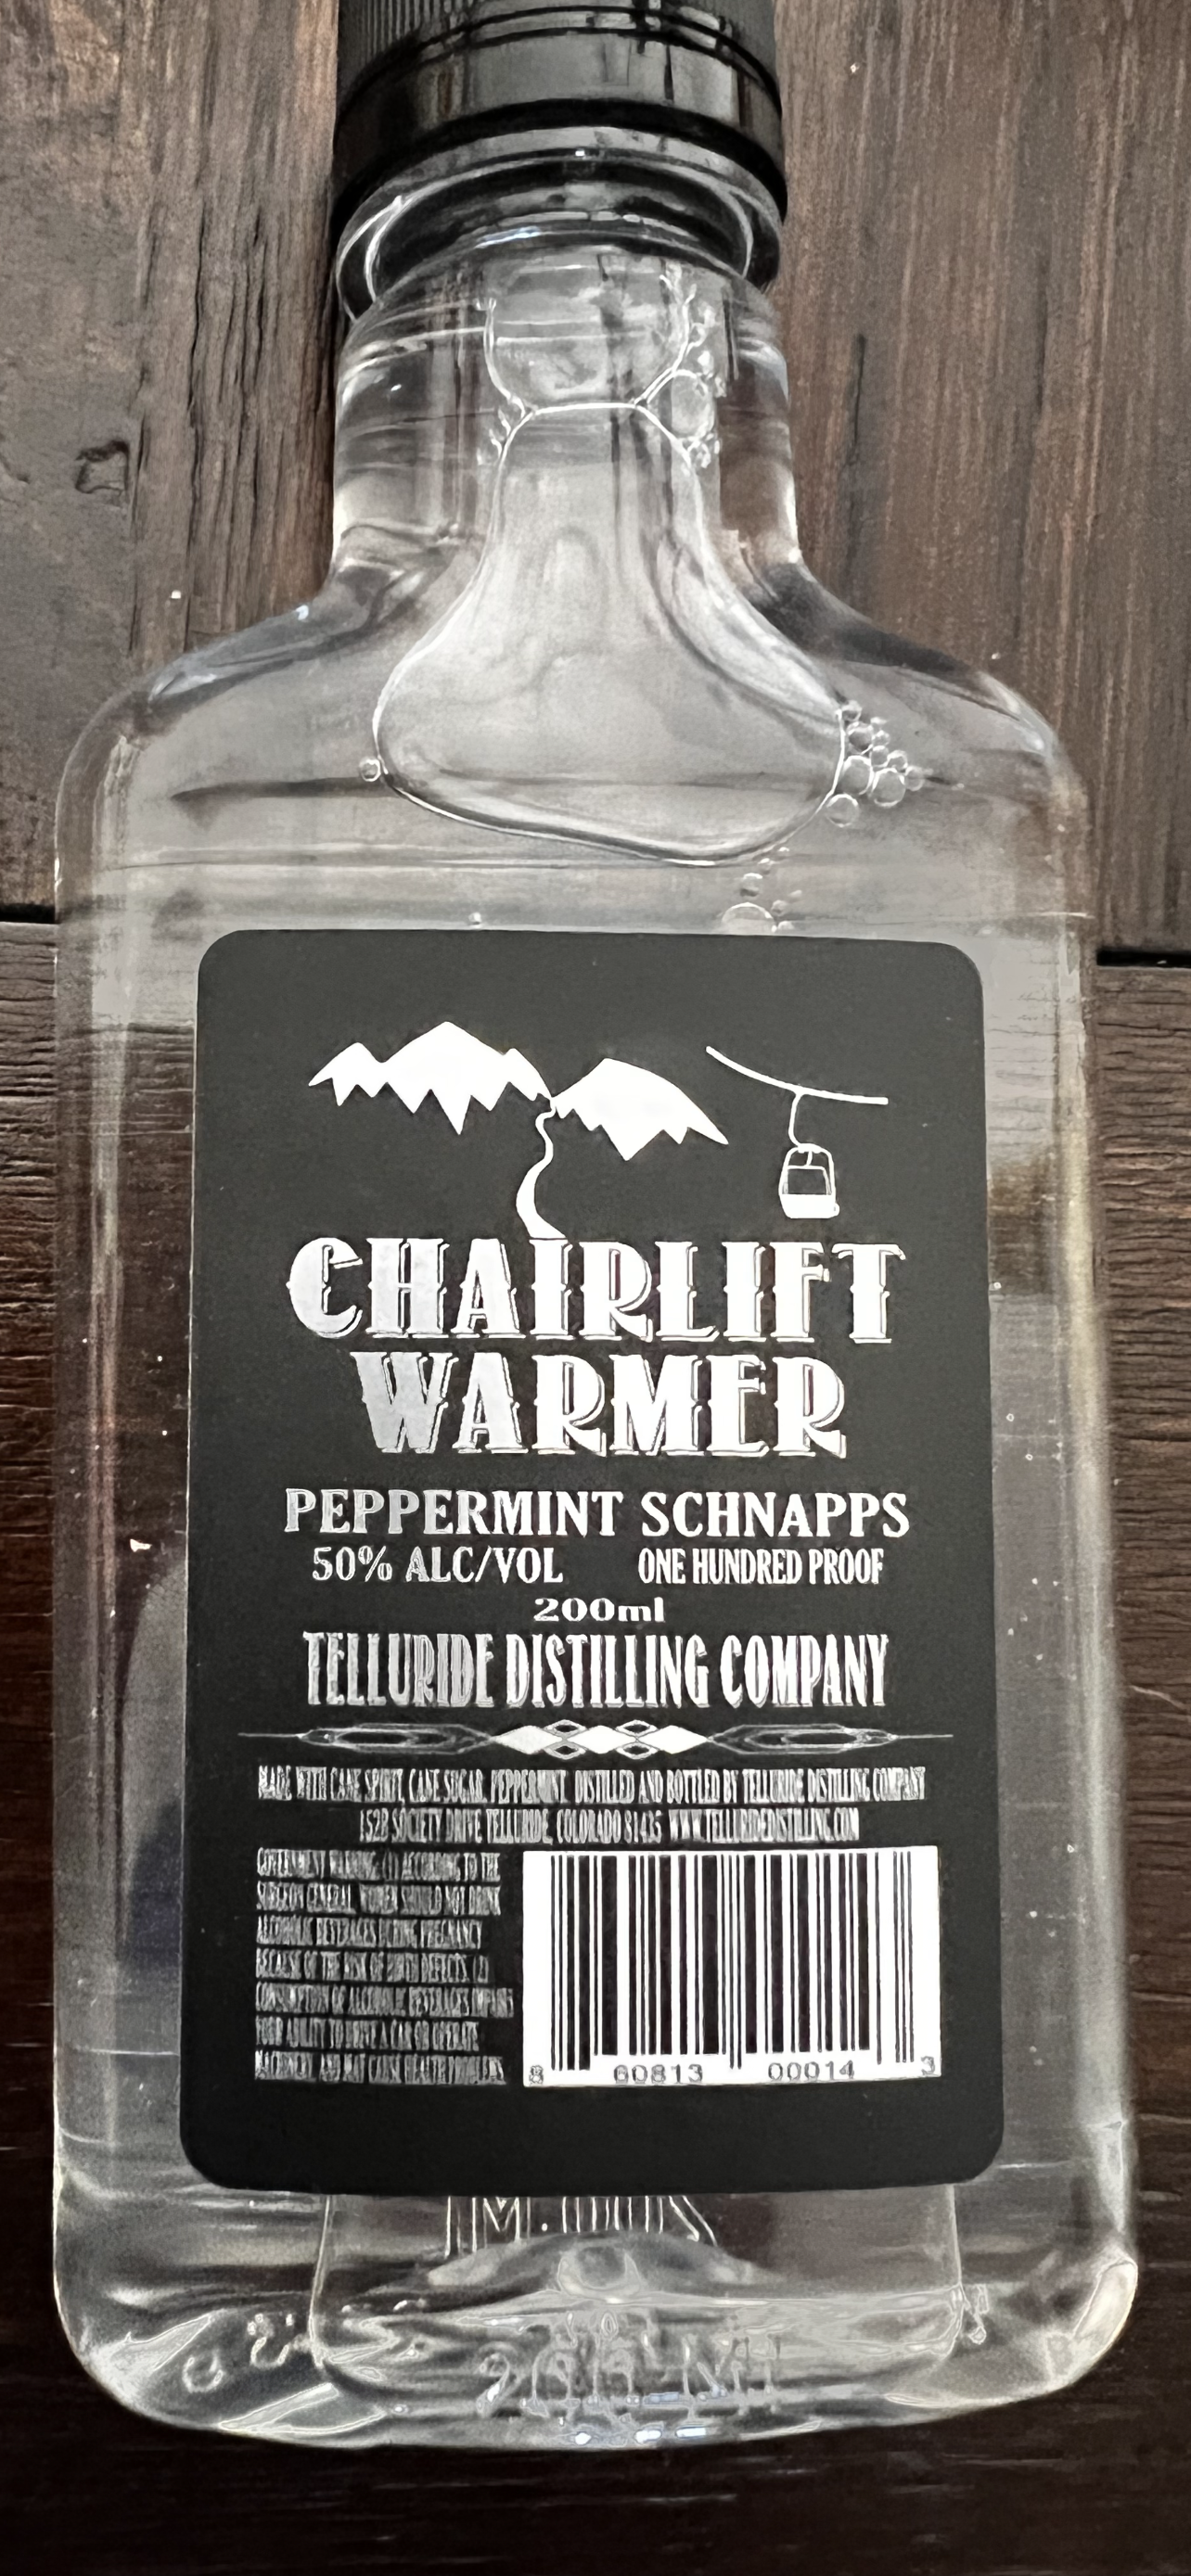 CHAIRLIFT
WARMER
PEPPERMINT SCHNAPPS
50% ALC/VOL ONE HUNDRED PROOF
200ml
TELLURIDE DISTILLING COMPANY
MADE WITH CANE SPIRIT, CANE SUGAR, PEPPERMINT. DISTILLED AND BOTTLED BY TELLURIDE DISTILLING COMPANY
152B SOCIETY DRIVE TELLURIDE, COLORADO 81435 WWW.TELLURIDEDISTILLING.COM
GOVERNMENT WARNING: (1) ACCORDING TO THE
SURGEON GENERAL, WOMEN SHOULD NOT DRINK
ALCOHOLIC BEVERAGES DURING PREGNANCY
BECAUSE OF THE RISK OF BIRTH DEFECTS. (2)
CONSUMPTION OF ALCOHOLIC BEVERAGES IMPAIRS
YOUR ABILITY TO DRIVE A CAR OR OPERATE
MACHINERY, AND MAY CAUSE HEALTH PROBLEMS.
8 60813 00014 3